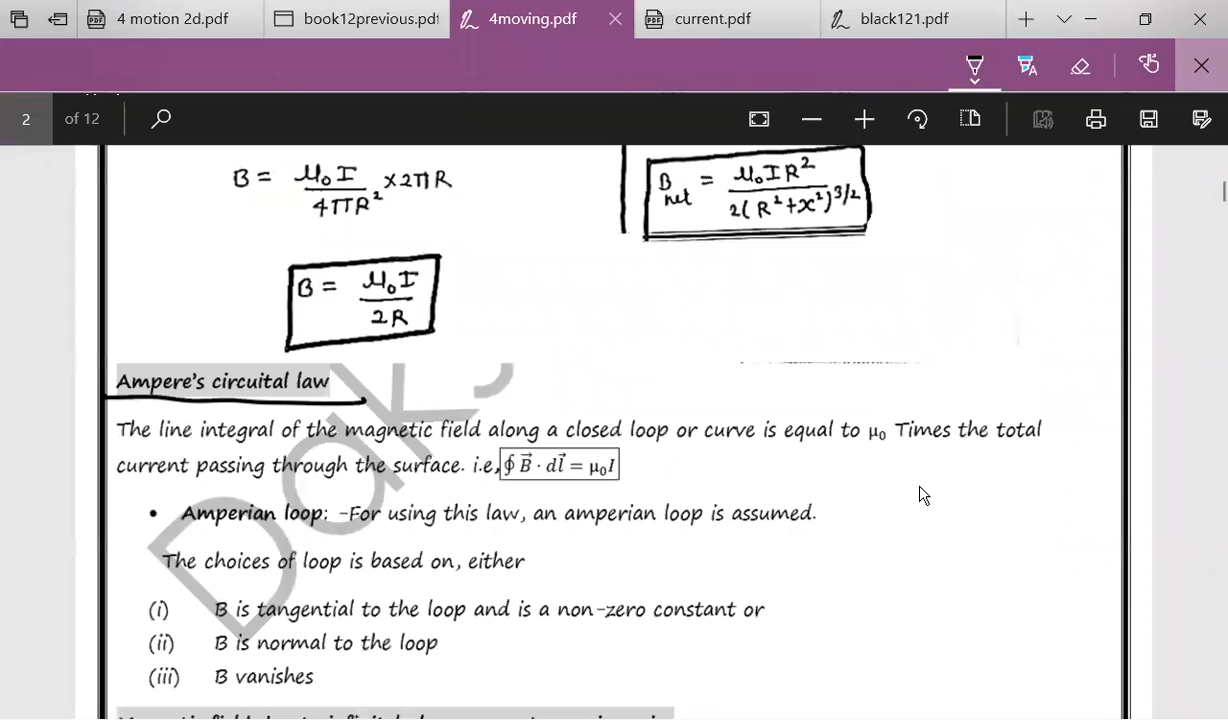 4 motion 2d.pdf
book12previous.pdf
4moving.pdf
current.pdf
black121.pdf
2 of 12
B = μ₀I / 4πR² × 2πR
B net = μ₀IR² / 2(R²+x²)^3/2
B = μ₀I / 2R
Ampere's circuital law
The line integral of the magnetic field along a closed loop or curve is equal to μ₀ Times the total
current passing through the surface. i.e, ∮ B⃗ · dl⃗ = μ₀I
• Amperian loop: -For using this law, an amperian loop is assumed.
The choices of loop is based on, either
(i) B is tangential to the loop and is a non-zero constant or
(ii) B is normal to the loop
(iii) B vanishes